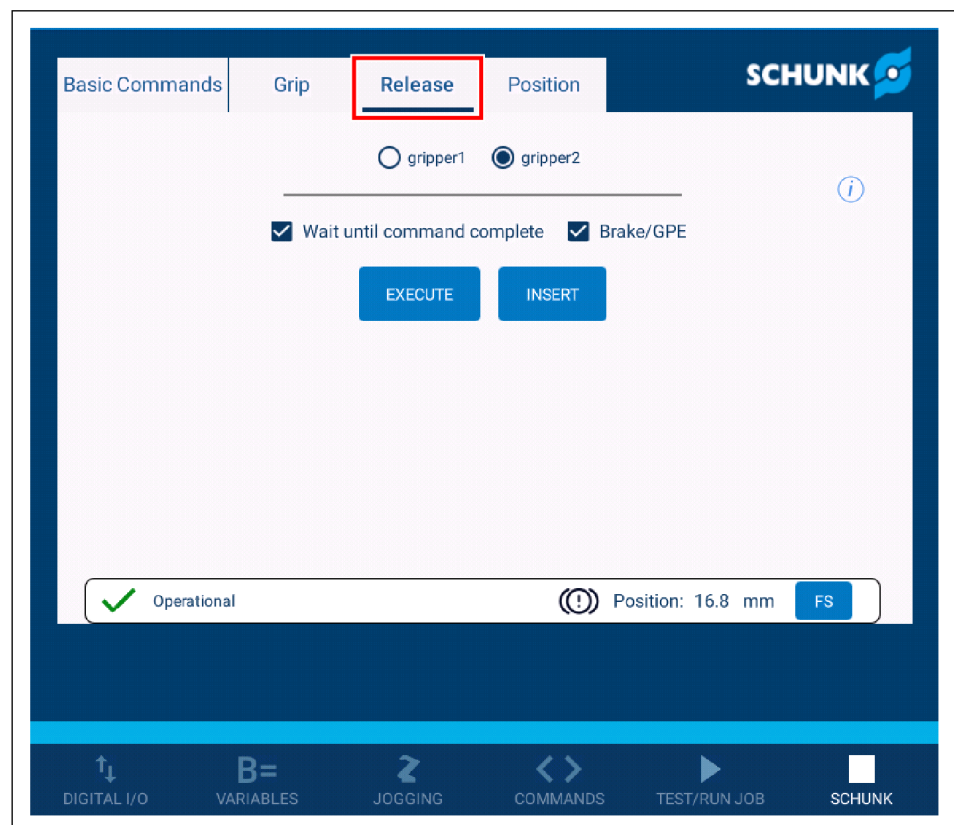 Basic Commands Grip Release Position SCHUNK
gripper1 gripper2
i
Wait until command complete Brake/GPE
EXECUTE INSERT
Operational Position: 16.8 mm FS
B=
DIGITAL I/O VARIABLES JOGGING COMMANDS TEST/RUN JOB SCHUNK